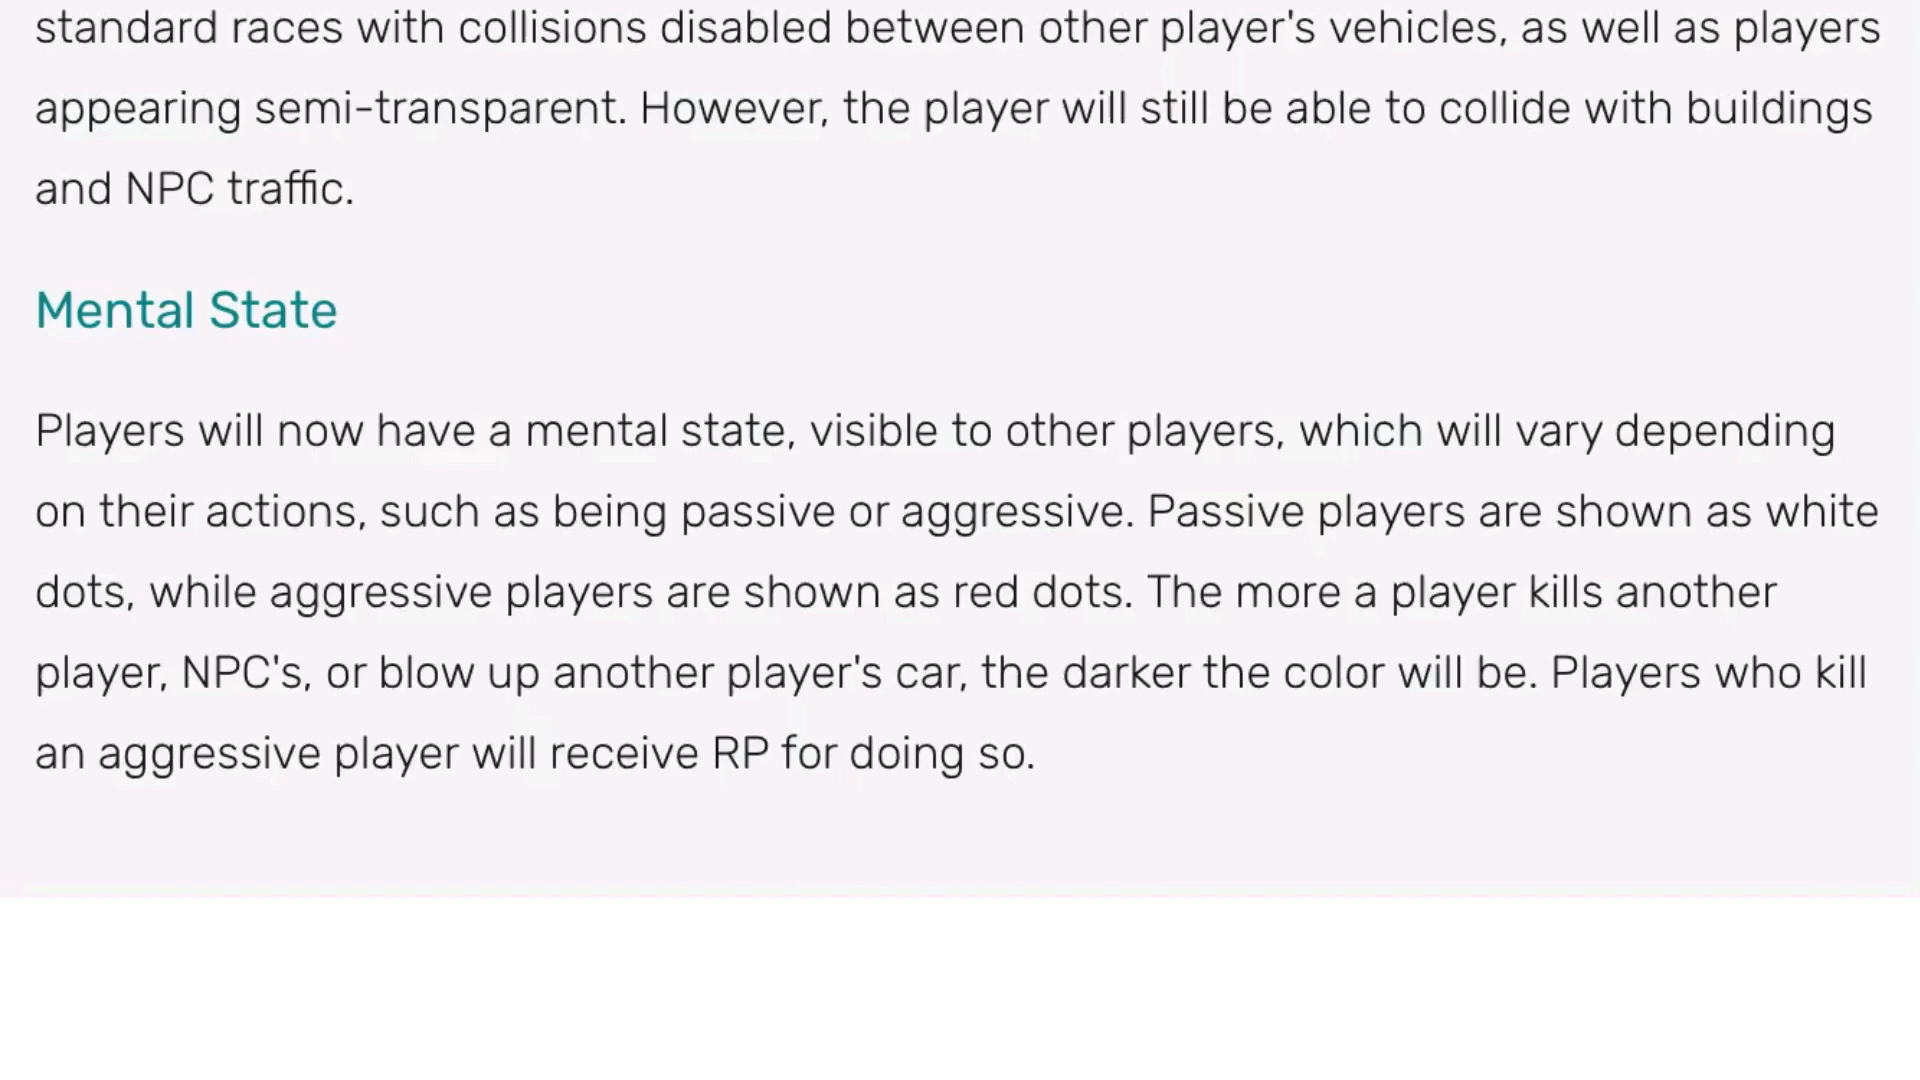 standard races with collisions disabled between other player's vehicles, as well as players
appearing semi-transparent. However, the player will still be able to collide with buildings
and NPC traffic.
Mental State
Players will now have a mental state, visible to other players, which will vary depending
on their actions, such as being passive or aggressive. Passive players are shown as white
dots, while aggressive players are shown as red dots. The more a player kills another
player, NPC's, or blow up another player's car, the darker the color will be. Players who kill
an aggressive player will receive RP for doing so.